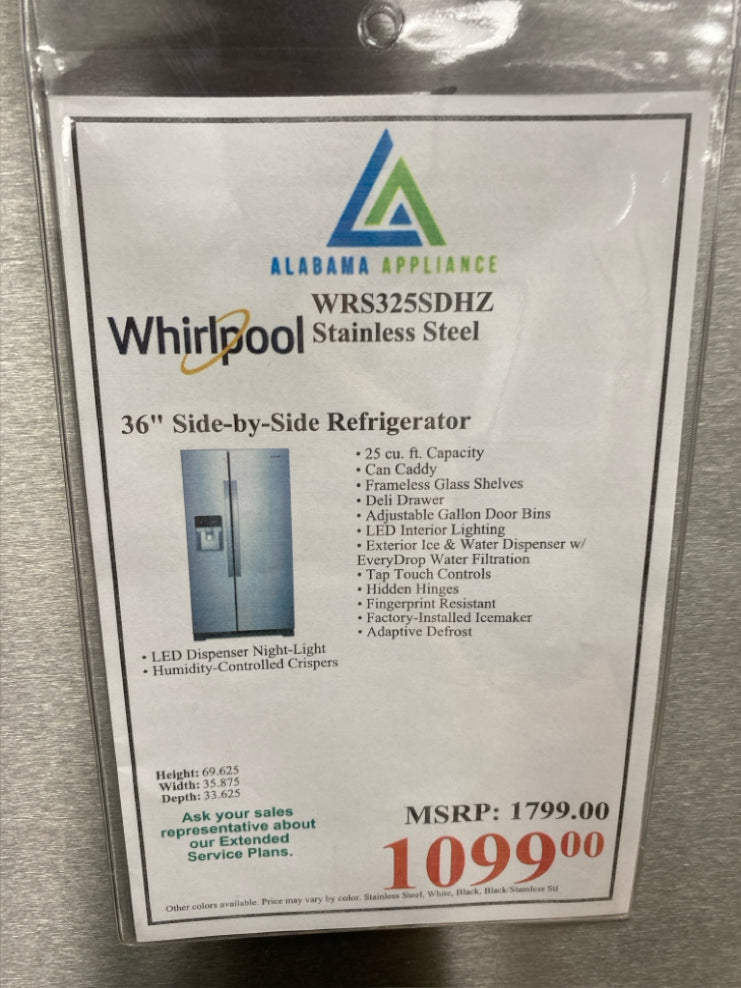 ALABAMA APPLIANCE
WRS325SDHZ
Whirlpool Stainless Steel
36" Side-by-Side Refrigerator
• 25 cu. ft. Capacity
• Can Caddy
• Frameless Glass Shelves
• Deli Drawer
• Adjustable Gallon Door Bins
• LED Interior Lighting
• Exterior Ice & Water Dispenser w/
EveryDrop Water Filtration
• Tap Touch Controls
• Hidden Hinges
• Fingerprint Resistant
• Factory-Installed Icemaker
• Adaptive Defrost
• LED Dispenser Night-Light
• Humidity-Controlled Crispers
Height: 69.625
Width: 35.875
Depth: 33.625
Ask your sales
representative about
our Extended
Service Plans.
MSRP: 1799.00
109900
Other colors available. Price may vary by color. Stainless Steel, White, Black, Black/Stainless Stl